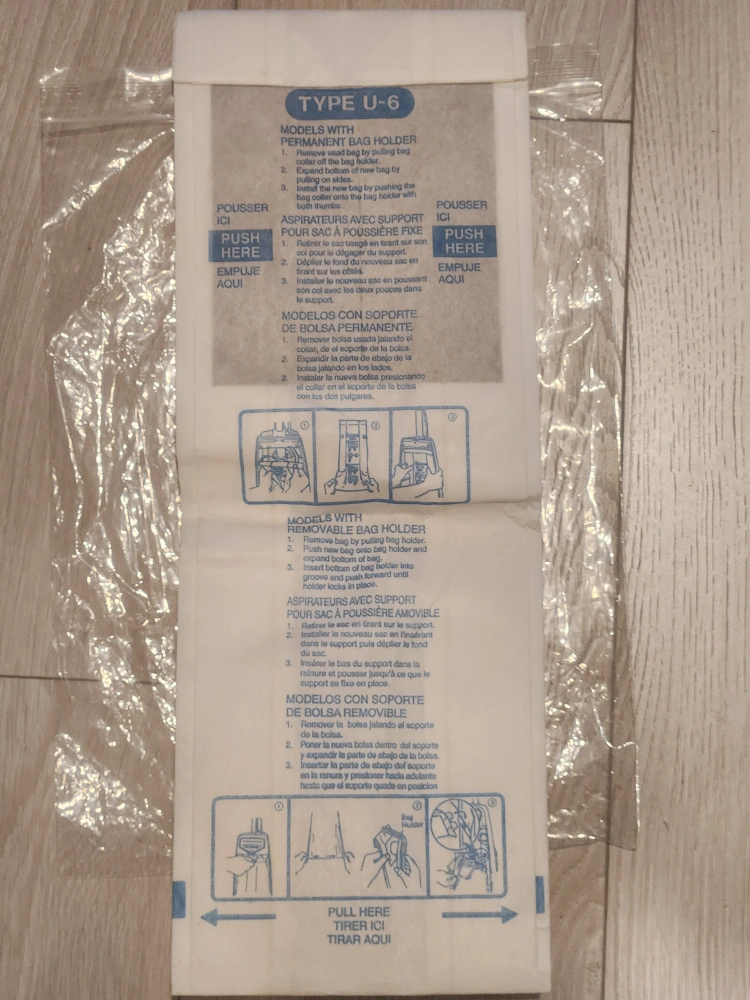 TYPE U-6
MODELS WITH
PERMANENT BAG HOLDER
1. Remove used bag by pulling bag
collar off the bag holder.
2. Expand bottom of new bag by
pulling on sides.
3. Install the new bag by pushing the
bag collar onto the bag holder with
both thumbs.
POUSSER
ICI
PUSH
HERE
EMPUJE
AQUI
ASPIRATEURS AVEC SUPPORT
POUR SAC À POUSSIÈRE FIXE
1. Retirer le sac usagé en tirant sur son
col pour le dégager du support.
2. Déplier le fond du nouveau sac en
tirant sur les côtés.
3. Installer le nouveau sac en poussant
son col avec les deux pouces dans
le support.
POUSSER
ICI
PUSH
HERE
EMPUJE
AQUI
MODELOS CON SOPORTE
DE BOLSA PERMANENTE
1. Remover bolsa usada jalando el
collar, de el soporte de la bolsa.
2. Expandir la parte de abajo de la
bolsa jalando en los lados.
3. Instalar la nueva bolsa presionando
el collar en el soporte de la bolsa
con los dos pulgares.
1
2
3
MODELS WITH
REMOVABLE BAG HOLDER
1. Remove bag by pulling bag holder.
2. Push new bag onto bag holder and
expand bottom of bag.
3. Insert bottom of bag holder into
groove and push forward until
holder locks in place.
ASPIRATEURS AVEC SUPPORT
POUR SAC À POUSSIÈRE AMOVIBLE
1. Retirer le sac en tirant sur le support.
2. Installer le nouveau sac en l'insérant
dans le support puis déplier le fond
du sac.
3. Insérer le bas du support dans la
rainure et pousser jusqu'à ce que le
support se fixe en place.
MODELOS CON SOPORTE
DE BOLSA REMOVIBLE
1. Remover la bolsa jalando el soporte
de la bolsa.
2. Poner la nueva bolsa dentro del soporte
y expandir la parte de abajo de la bolsa.
3. Insertar la parte de abajo del soporte
en la ranura y presionar hacia adelante
hasta que el soporte quede en posicion
1
2
3
Bag
Holder
PULL HERE
TIRER ICI
TIRAR AQUI